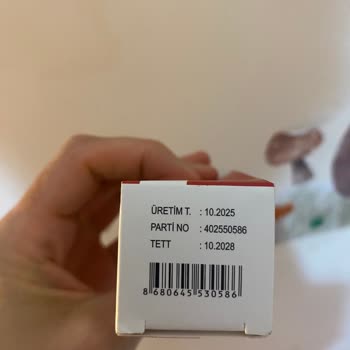 ÜRETİM T. : 10.2025
PARTİ NO : 402550586
TETT : 10.2028
8 680645 530586